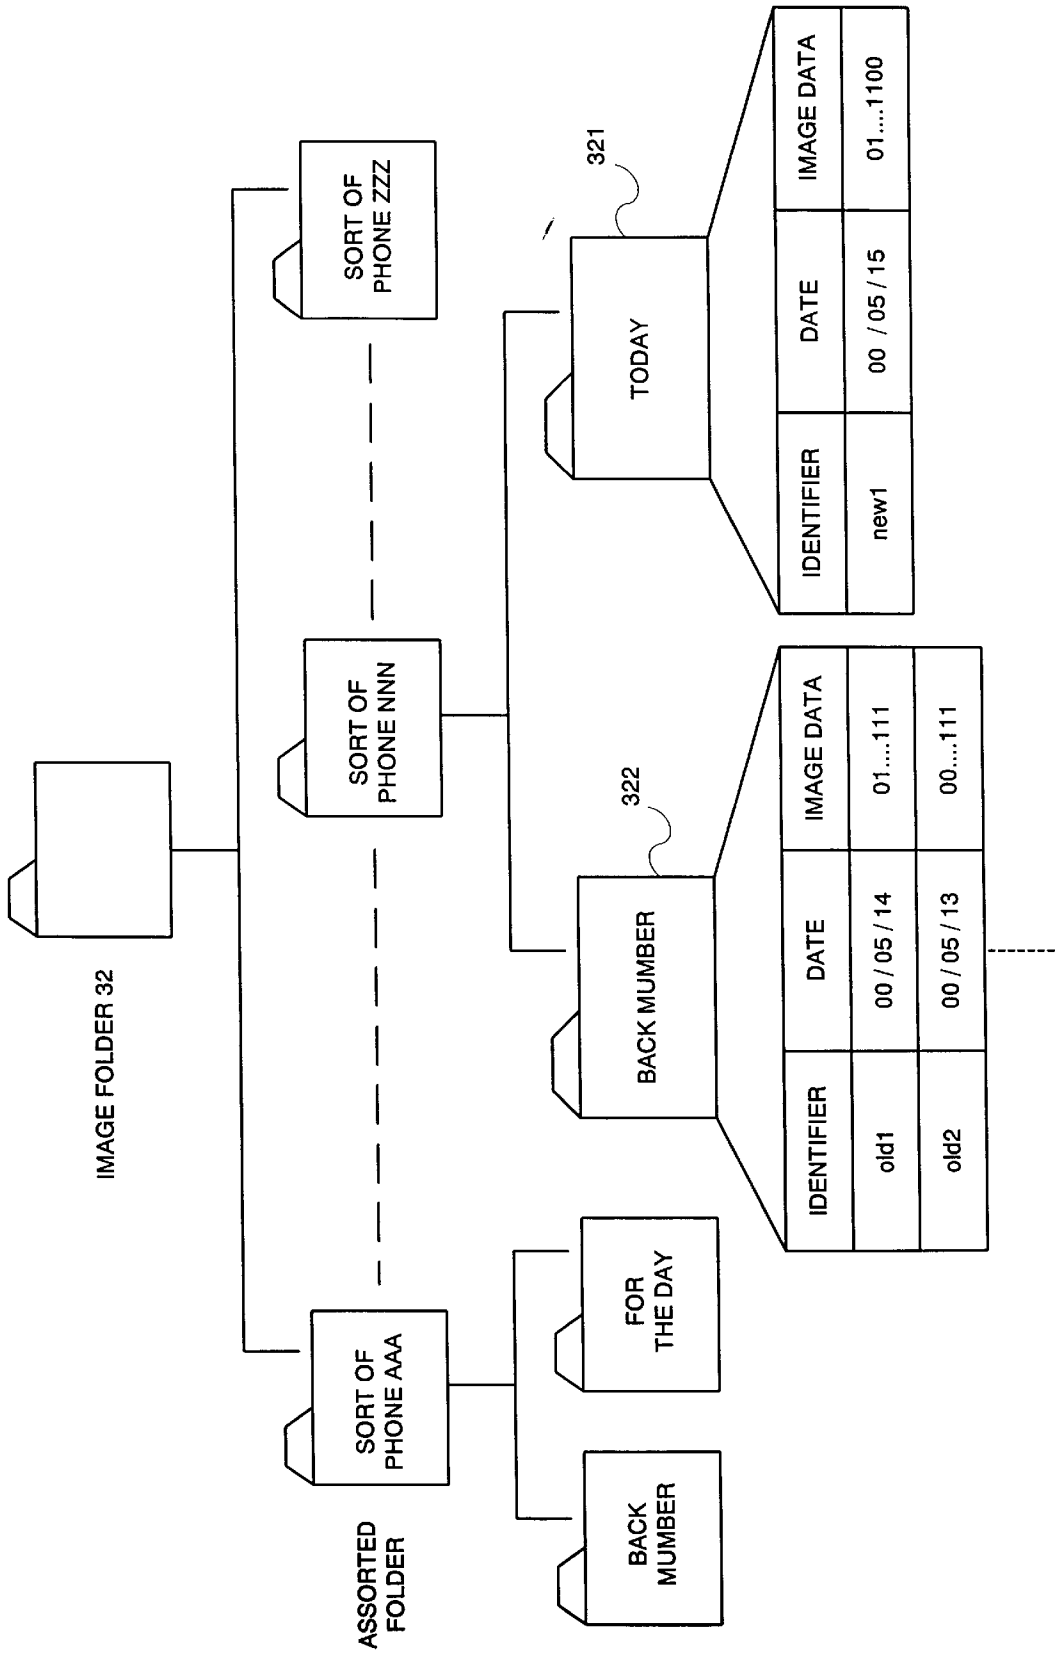 IMAGE FOLDER 32
ASSORTED
FOLDER
SORT OF
PHONE AAA
SORT OF
PHONE NNN
SORT OF
PHONE ZZZ
BACK
MUMBER
FOR
THE DAY
BACK MUMBER
322
TODAY
321
IDENTIFIER DATE IMAGE DATA
old1 00 / 05 / 14 01....111
old2 00 / 05 / 13 00....111
IDENTIFIER DATE IMAGE DATA
new1 00 / 05 / 15 01....1100